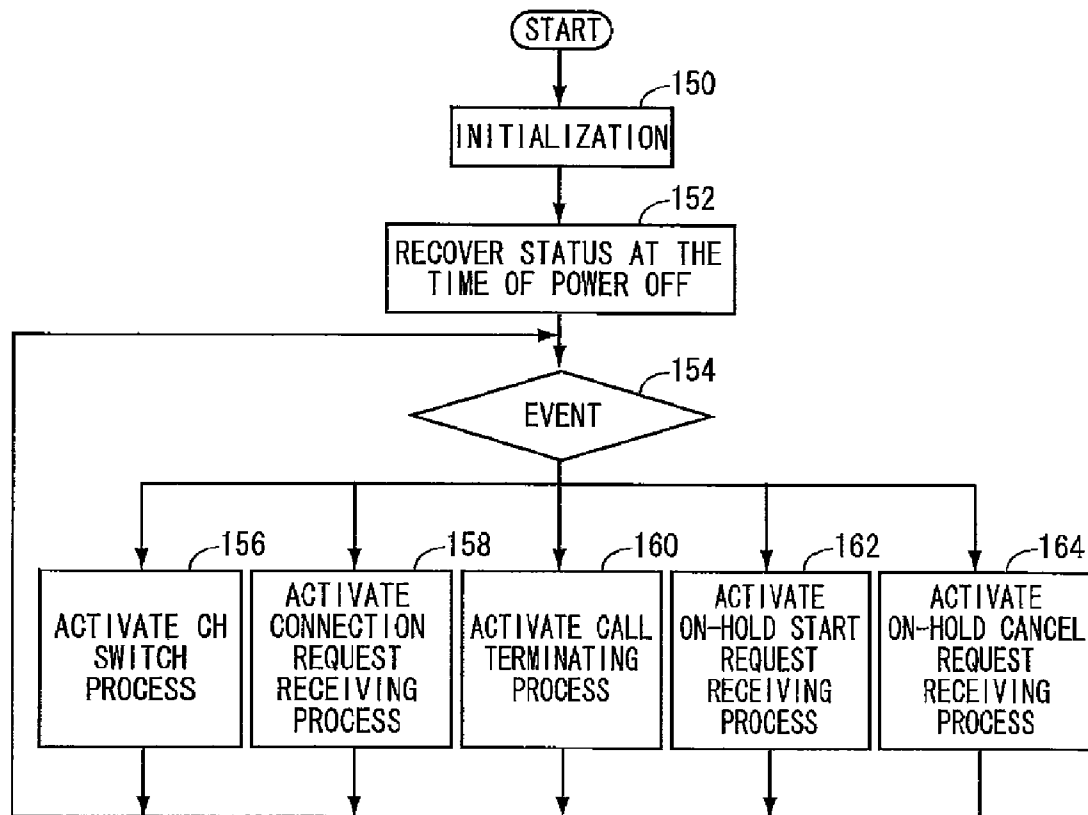 START
150
INITIALIZATION
152
RECOVER STATUS AT THE
TIME OF POWER OFF
154
EVENT
156
ACTIVATE CH
SWITCH
PROCESS
158
ACTIVATE
CONNECTION
REQUEST
RECEIVING
PROCESS
160
ACTIVATE CALL
TERMINATING
PROCESS
162
ACTIVATE
ON-HOLD START
REQUEST
RECEIVING
PROCESS
164
ACTIVATE
ON-HOLD CANCEL
REQUEST
RECEIVING
PROCESS